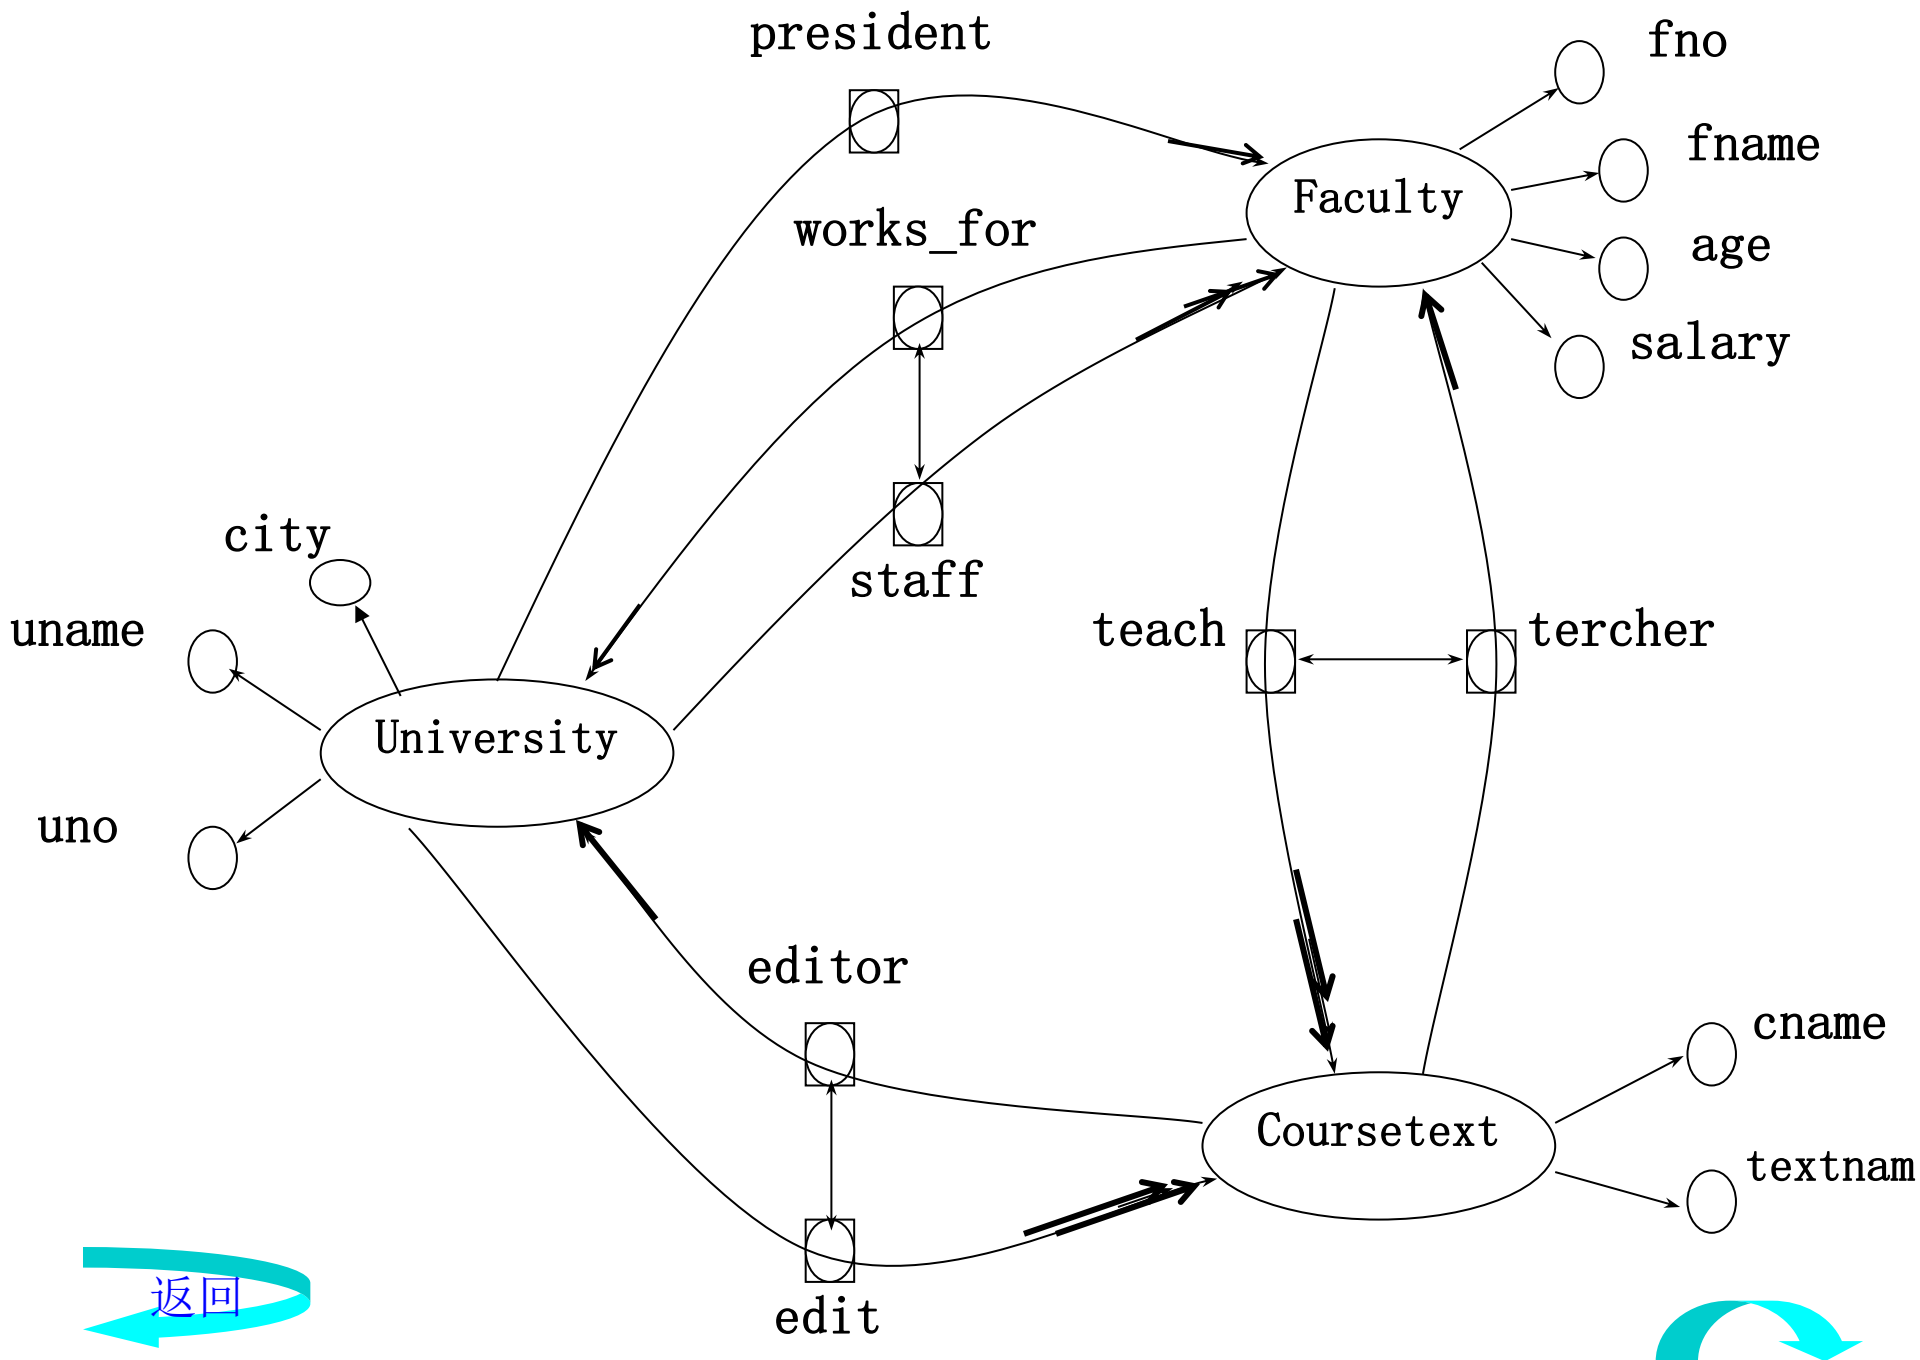 president
fno
fname
Faculty
works_for
age
salary
city
staff
uname
teach
tercher
University
uno
editor
cname
Coursetext
textnam
返回
edit